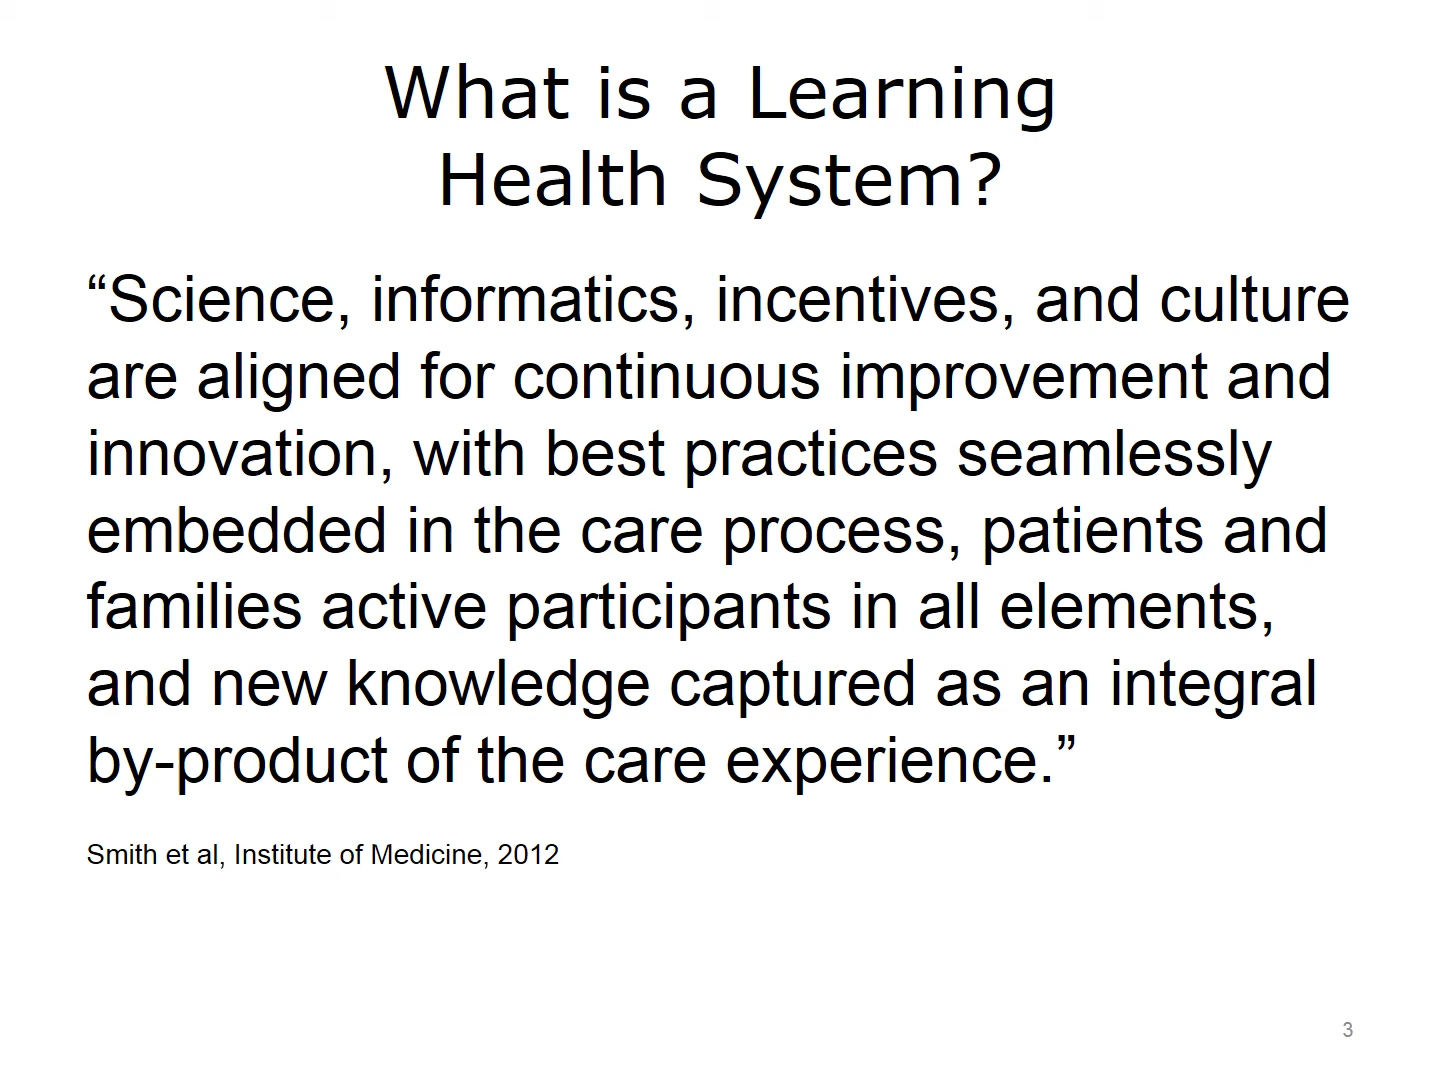 What is a Learning
Health System?
“Science, informatics, incentives, and culture
are aligned for continuous improvement and
innovation, with best practices seamlessly
embedded in the care process, patients and
families active participants in all elements,
and new knowledge captured as an integral
by-product of the care experience.”
Smith et al, Institute of Medicine, 2012
3